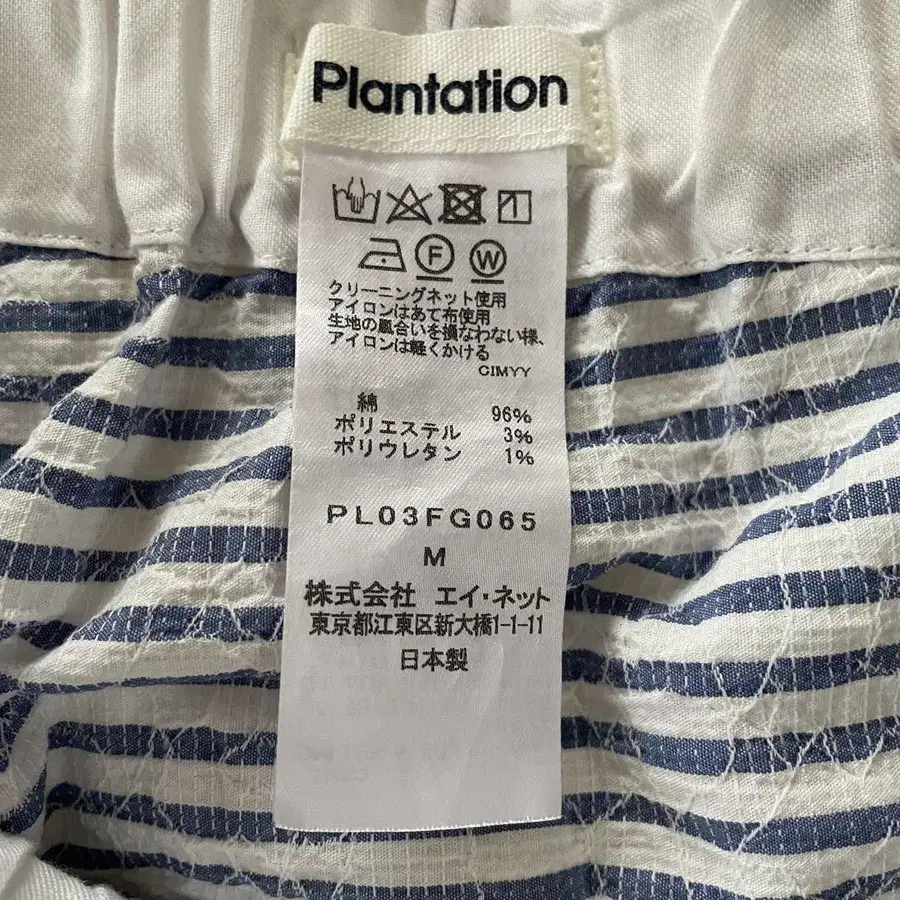 Plantation
F W
クリーニングネット使用
アイロンはあて布使用
生地の風合いを損なわない様、
アイロンは軽くかける
CIMYY
綿 96%
ポリエステル 3%
ポリウレタン 1%
PL03FG065
M
株式会社 エイ・ネット
東京都江東区新大橋1-1-11
日本製